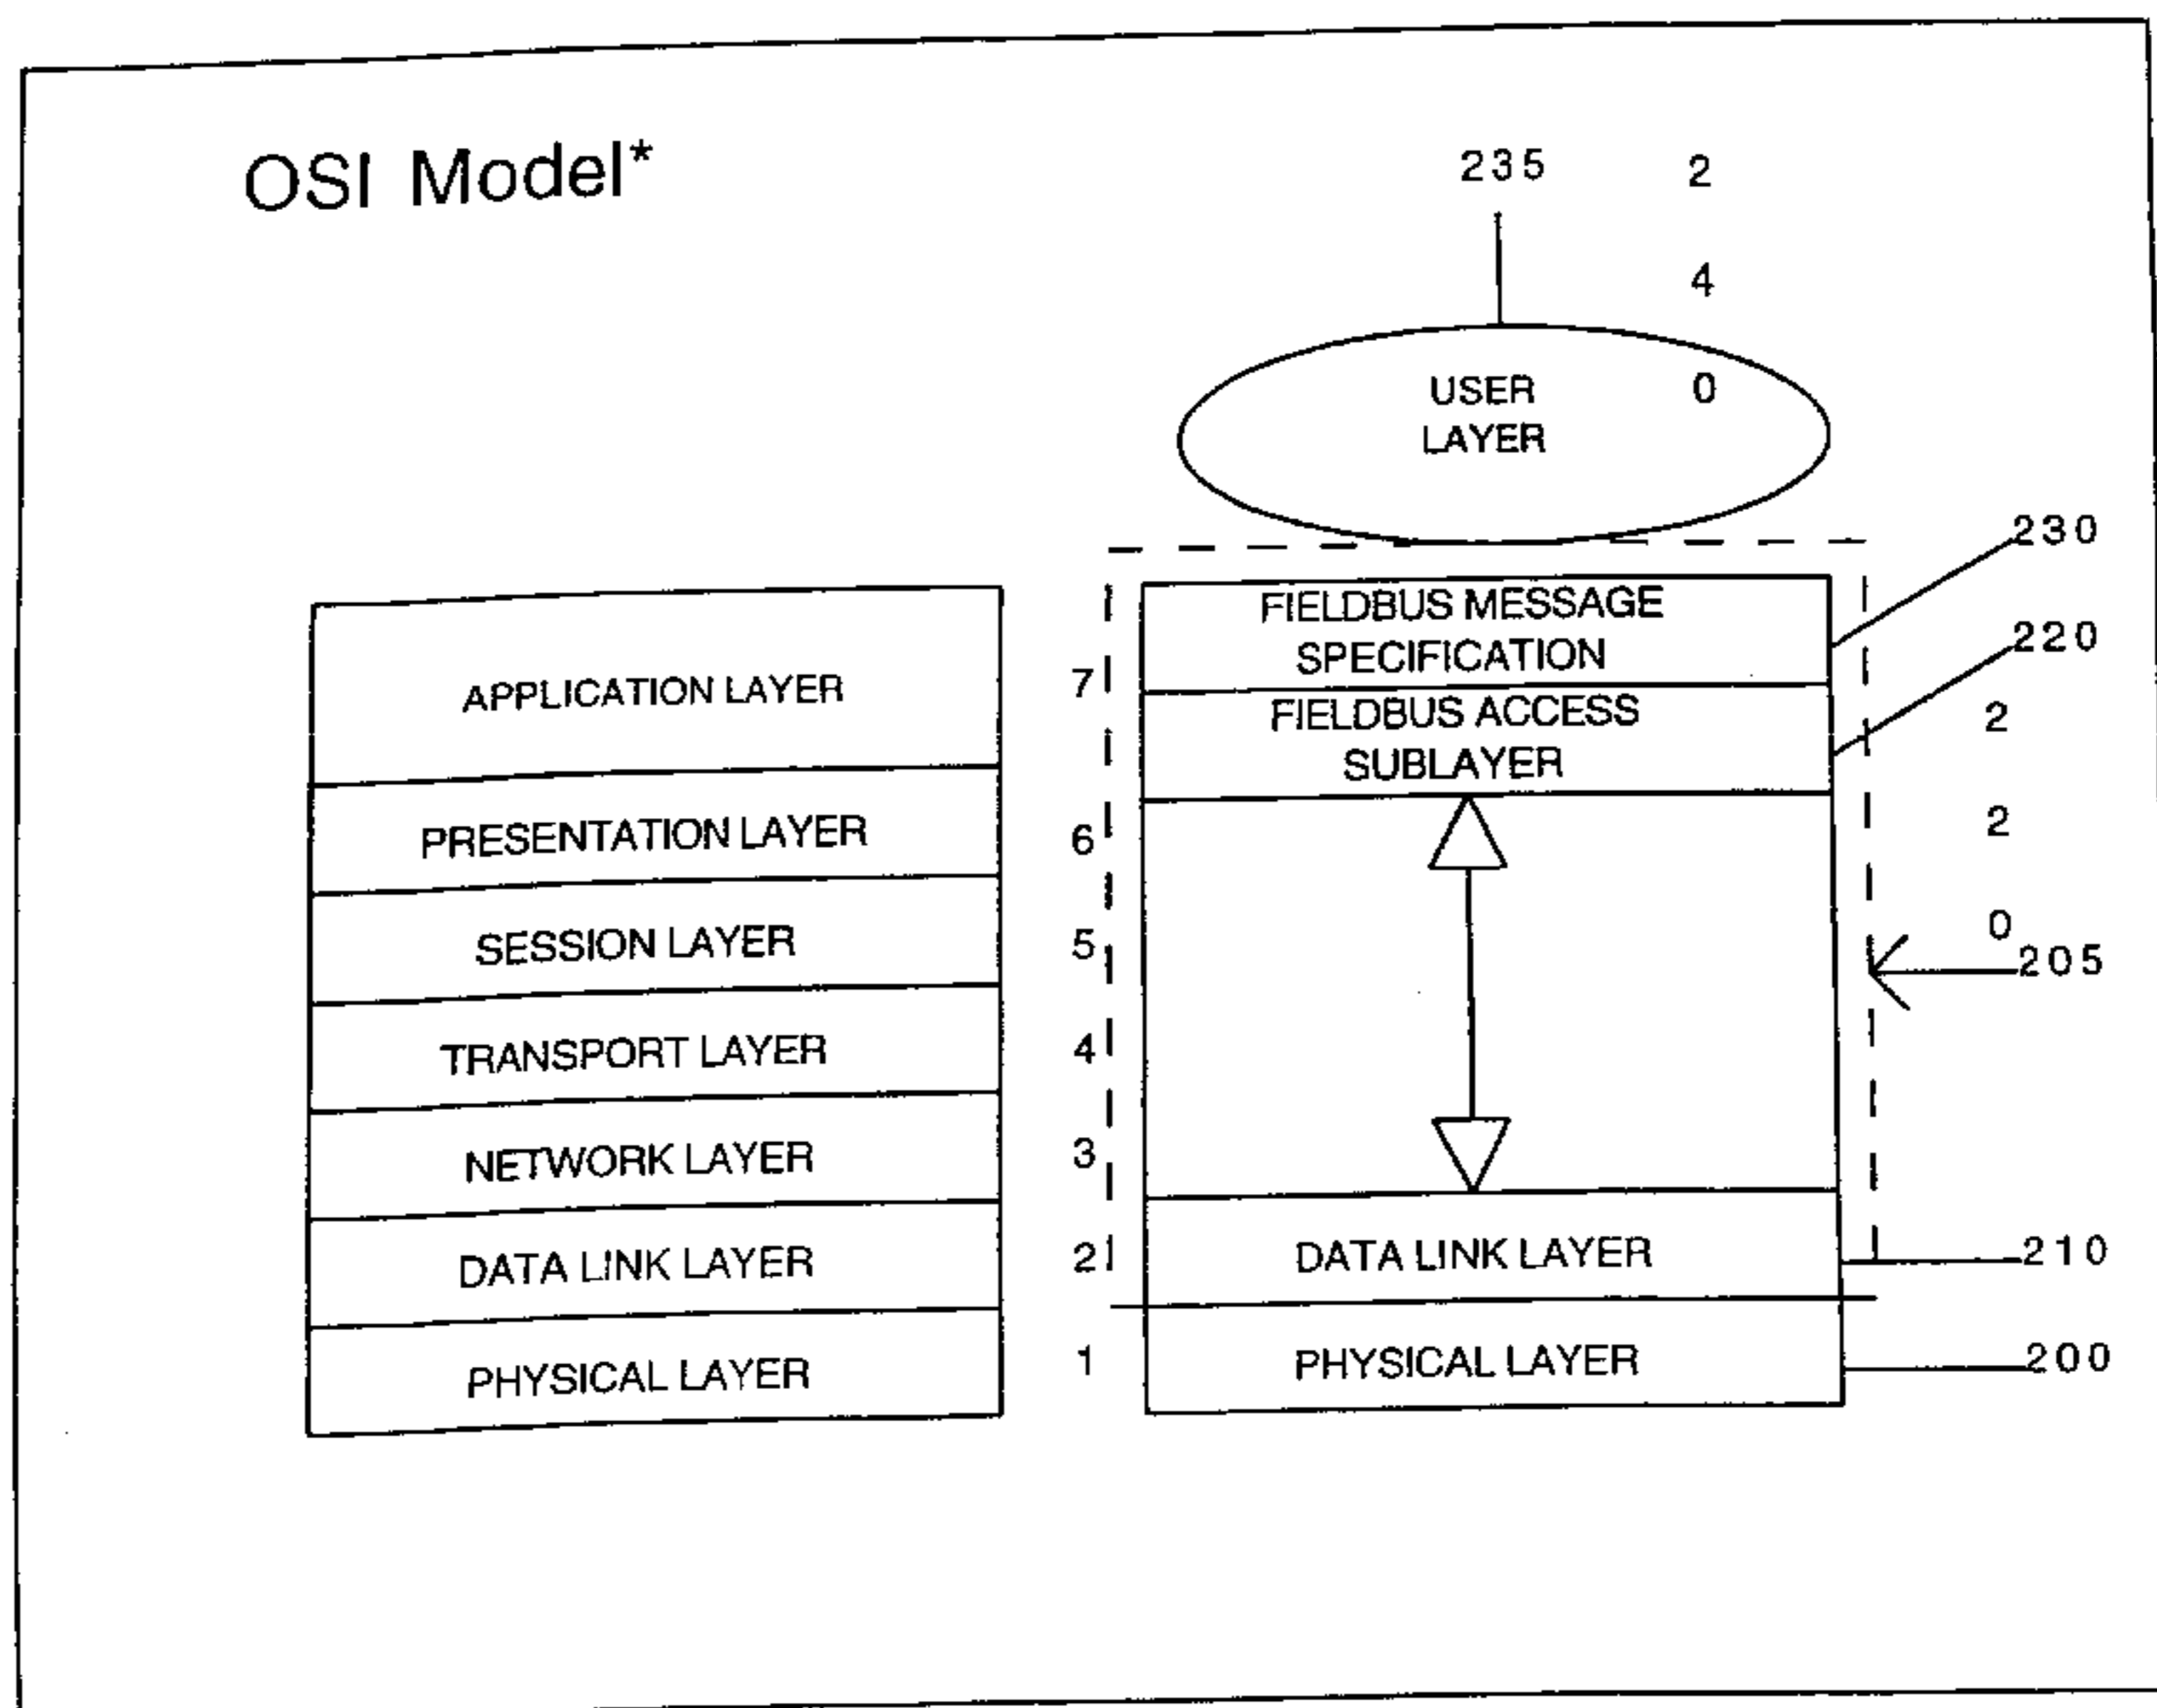 OSI Model*
235
2
4
0
USER
LAYER
230
220
2
2
0
205
210
200
APPLICATION LAYER
PRESENTATION LAYER
SESSION LAYER
TRANSPORT LAYER
NETWORK LAYER
DATA LINK LAYER
PHYSICAL LAYER
7
6
5
4
3
2
1
FIELDBUS MESSAGE
SPECIFICATION
FIELDBUS ACCESS
SUBLAYER
DATA LINK LAYER
PHYSICAL LAYER